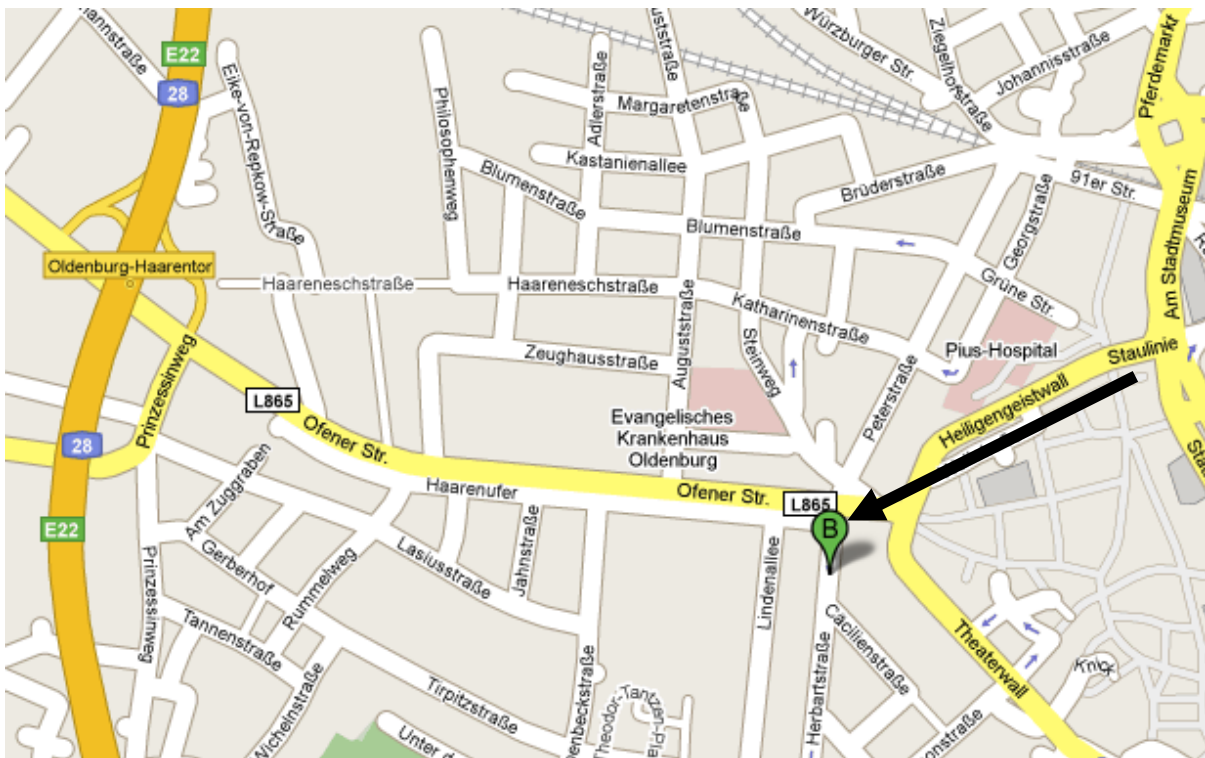 Würzburger Str.
Ziegelhofstraße
Johannisstraße
Pferdemarkt
E22
28
Eike-von-Repkow-Straße
Philosophenweg
Adlerstraße
Margaretenstraße
Kastanienallee
Blumenstraße
Brüderstraße
91er Str.
Am Stadtmuseum
Georgstraße
Blumenstraße
Oldenburg-Haarentor
Haareneschstraße
Haareneschstraße
Grüne Str.
Katharinenstraße
Zeughausstraße
Auguststraße
Steinweg
Pius-Hospital
Staulinie
Prinzessinweg
L865
Peterstraße
Heiligengeistwall
Evangelisches
Krankenhaus
Oldenburg
Ofener Str.
28
Am Zuggraben
Haarenufer
Ofener Str.
L865
E22
B
Prinzessinweg
Gerberhof
Rummelweg
Lasiusstraße
Jahnstraße
Lindenallee
Tannenstraße
Cäcilienstraße
Theaterwall
Herbartstraße
Knick
Tirpitzstraße